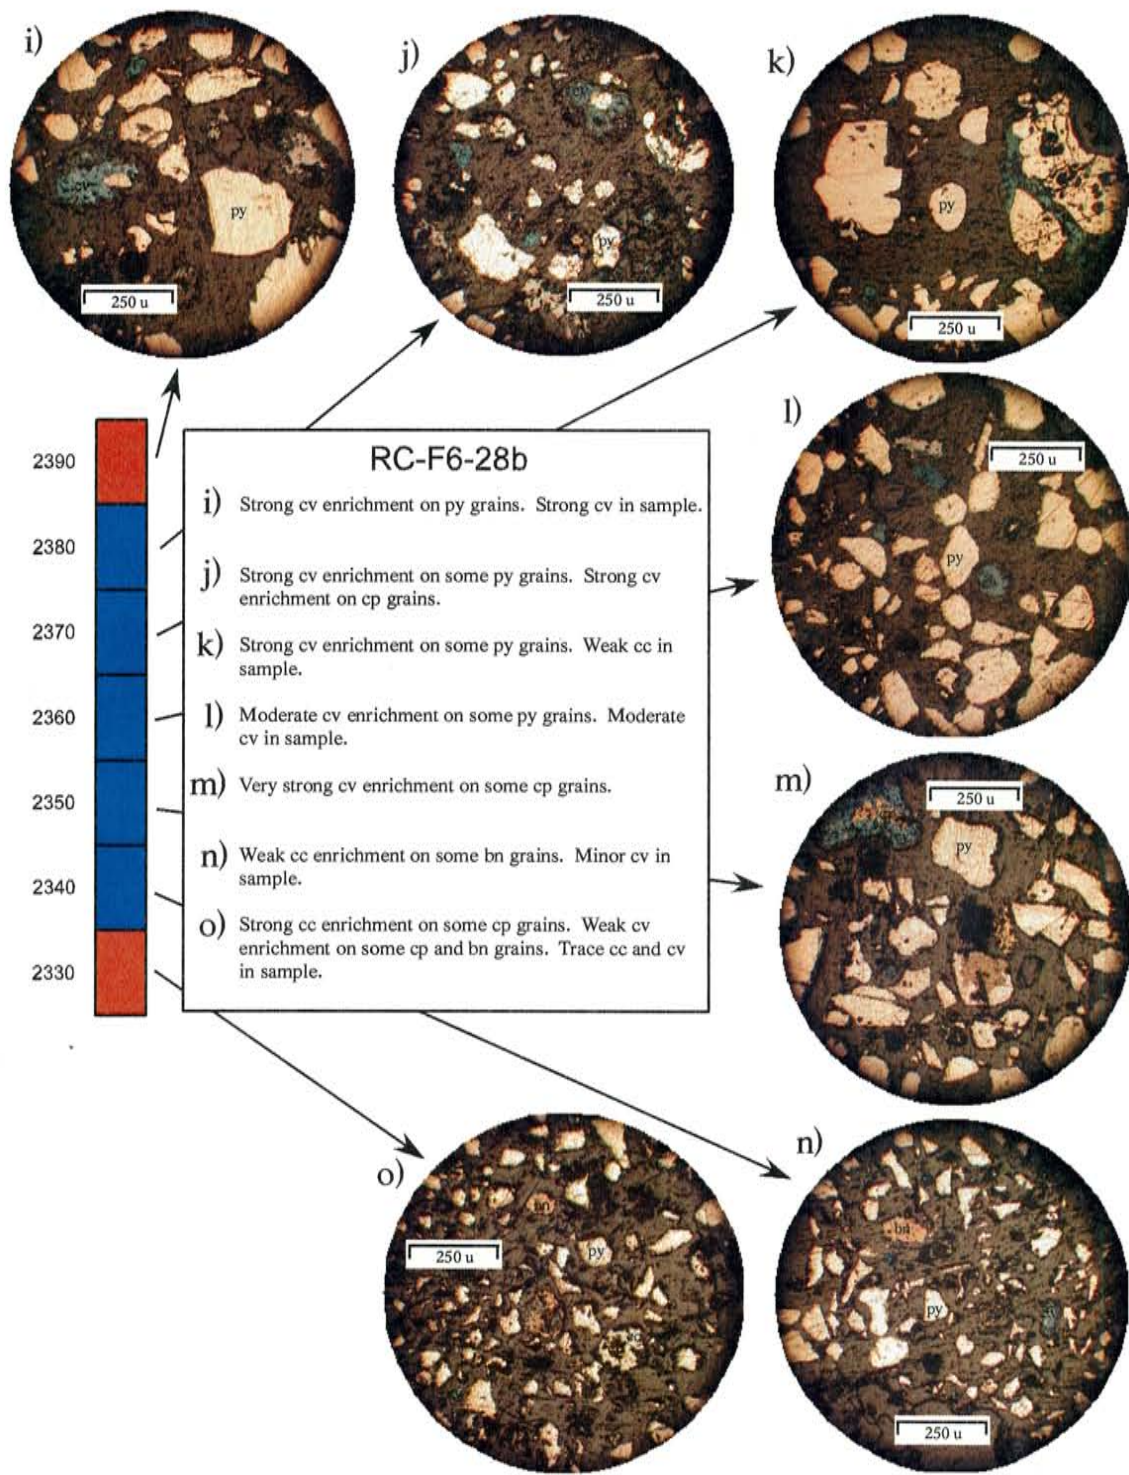 i)
j)
k)
cv
py
250 u
cv
py
250 u
py
250 u
l)
250 u
py
2390
2380
2370
2360
2350
2340
2330
RC-F6-28b
i) Strong cv enrichment on py grains. Strong cv in sample.
j) Strong cv enrichment on some py grains. Strong cv
enrichment on cp grains.
k) Strong cv enrichment on some py grains. Weak cc in
sample.
l) Moderate cv enrichment on some py grains. Moderate
cv in sample.
m) Very strong cv enrichment on some cp grains.
n) Weak cc enrichment on some bn grains. Minor cv in
sample.
o) Strong cc enrichment on some cp grains. Weak cv
enrichment on some cp and bn grains. Trace cc and cv
in sample.
m)
250 u
py
n)
bn
py
250 u
o)
bn
py
250 u